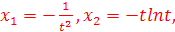 x₁ = −1/t², x₂ = −tlnt,